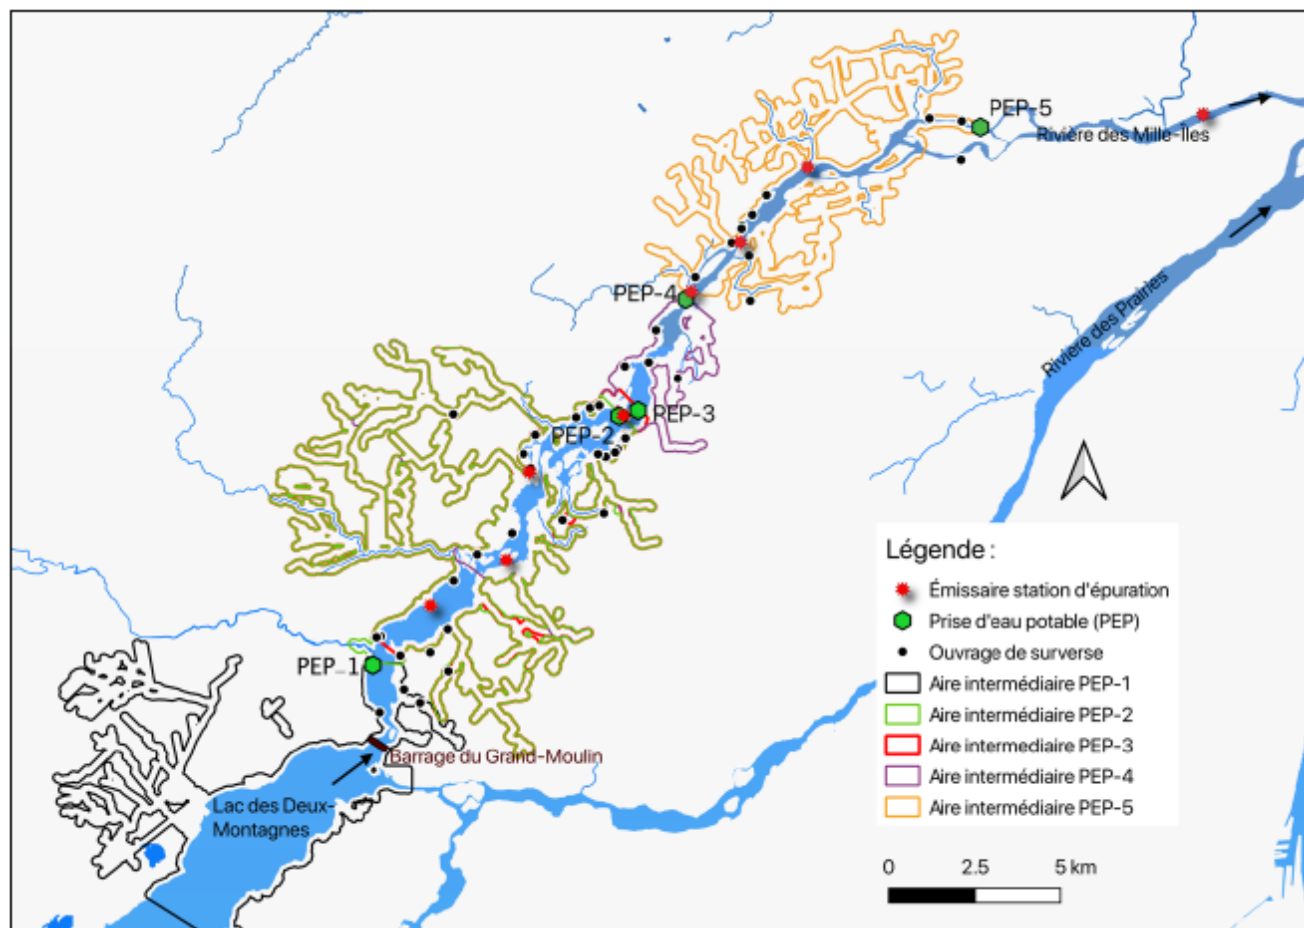 PEP-5
Rivière des Mille-Îles
Rivière des Prairies
PEP-4
PEP-3
PEP-2
PEP_1
Barrage du Grand-Moulin
Lac des Deux-
Montagnes
Légende :
Émissaire station d'épuration
Prise d'eau potable (PEP)
Ouvrage de surverse
Aire intermédiaire PEP-1
Aire intermédiaire PEP-2
Aire intermediaire PEP-3
Aire intermédiaire PEP-4
Aire intermédiaire PEP-5
0 2.5 5 km